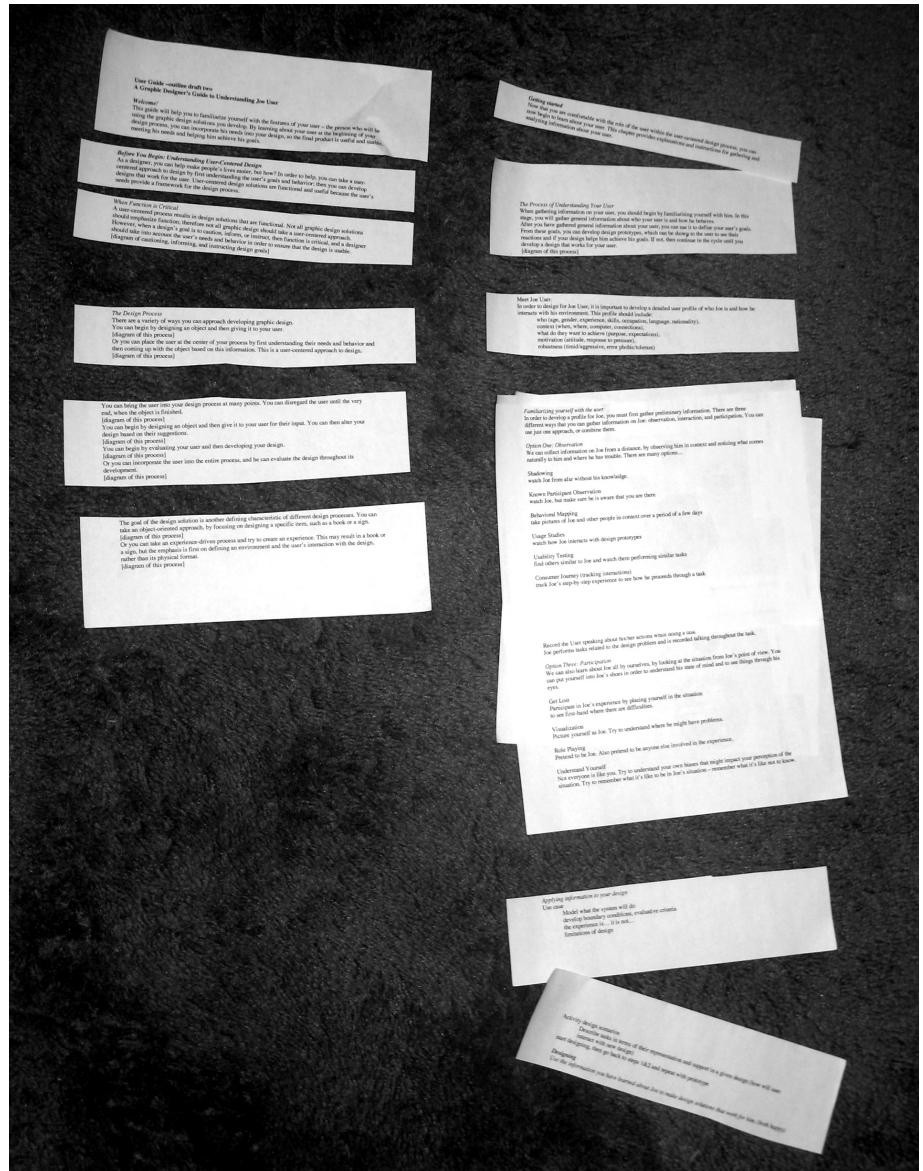 User Guide –outline draft two
A Graphic Designer's Guide to Understanding Joe User
Welcome!
This guide will help you to familiarize yourself with the features of your user – the person who will be
using the graphic design solutions you develop. By learning about your user at the beginning of your
design process, you can incorporate his needs into your design, so the final product is useful and usable,
meeting his needs and helping him achieve his goals.
Before You Begin: Understanding User-Centered Design
As a designer, you can help make people's lives easier, but how? In order to help, you can take a user-
centered approach to design by first understanding the user's goals and behavior; then you can develop
designs that work for the user. User-centered design solutions are functional and useful because the user's
needs provide a framework for the design process.
When Function is Critical
A user-centered process results in design solutions that are functional. Not all graphic design solutions
should emphasize function; therefore not all graphic design should take a user-centered approach.
However, when a design's goal is to caution, inform, or instruct, then function is critical, and a designer
should take into account the user's needs and behavior in order to ensure that the design is usable.
[diagram of cautioning, informing, and instructing design goals]
The Design Process
There are a variety of ways you can approach developing graphic design.
You can begin by designing an object and then giving it to your user.
[diagram of this process]
Or you can place the user at the center of your process by first understanding their needs and behavior and
then coming up with the object based on this information. This is a user-centered approach to design.
[diagram of this process]
You can bring the user into your design process at many points. You can disregard the user until the very
end, when the object is finished.
[diagram of this process]
You can begin by designing an object and then give it to your user for their input. You can then alter your
design based on their suggestions.
[diagram of this process]
You can begin by evaluating your user and then developing your design.
[diagram of this process]
Or you can incorporate the user into the entire process, and he can evaluate the design throughout its
development.
[diagram of this process]
The goal of the design solution is another defining characteristic of different design processes. You can
take an object-oriented approach, by focusing on designing a specific item, such as a book or a sign.
[diagram of this process]
Or you can take an experience-driven process and try to create an experience. This may result in a book or
a sign, but the emphasis is first on defining an environment and the user's interaction with the design,
rather than its physical format.
[diagram of this process]
Getting started
Now that you are comfortable with the role of the user within the user-centered design process, you can
now begin to learn about your user. This chapter provides explanations and instructions for gathering and
analyzing information about your user.
The Process of Understanding Your User
When gathering information on your user, you should begin by familiarizing yourself with him. In this
stage, you will gather general information about who your user is and how he behaves.
After you have gathered general information about your user, you can use it to define your user's goals.
From these goals, you can develop design prototypes, which can be shown to the user to see their
reactions and if your design helps him achieve his goals. If not, then continue in the cycle until you
develop a design that works for your user.
[diagram of this process]
Meet Joe User.
In order to design for Joe User, it is important to develop a detailed user profile of who Joe is and how he
interacts with his environment. This profile should include:
who (age, gender, experience, skills, occupation, language, nationality),
context (when, where, computer, connections),
what do they want to achieve (purpose, expectations),
motivation (attitude, response to pressure),
robustness (timid/aggressive, error phobic/tolerant)
Familiarizing yourself with the user
In order to develop a profile for Joe, you must first gather preliminary information. There are three
different ways that you can gather information on Joe: observation, interaction, and participation. You can
use just one approach, or combine them.
Option One: Observation
We can collect information on Joe from a distance, by observing him in context and noticing what comes
naturally to him and where he has trouble. There are many options…
Shadowing
watch Joe from afar without his knowledge.
Known Participant Observation
watch Joe, but make sure he is aware that you are there
Behavioral Mapping
take pictures of Joe and other people in context over a period of a few days
Usage Studies
watch how Joe interacts with design prototypes
Usability Testing
find others similar to Joe and watch them performing similar tasks
Consumer Journey (tracking interactions)
track Joe's step-by-step experience to see how he proceeds through a task
Record the User speaking about his/her actions while doing a task.
Joe performs tasks related to the design problem and is recorded talking throughout the task.
Option Three: Participation
We can also learn about Joe all by ourselves, by looking at the situation from Joe's point of view. You
can put yourself into Joe's shoes in order to understand his state of mind and to see things through his
eyes.
Get Lost
Participate in Joe's experience by placing yourself in the situation
to see first-hand where there are difficulties.
Visualization
Picture yourself as Joe. Try to understand where he might have problems.
Role Playing
Pretend to be Joe. Also pretend to be anyone else involved in the experience.
Understand Yourself
Not everyone is like you. Try to understand your own biases that might impact your perception of the
situation. Try to remember what it's like to be in Joe's situation – remember what it's like not to know.
Applying information to your design
Use case
Model what the system will do
develop boundary conditions, evaluative criteria
the experience is… it is not…
limitations of design
Activity design scenarios
Describe tasks in terms of their representation and support in a given design (how will user
interact with new design)
start designing, then go back to steps 1&2 and repeat with prototype
Designing
Use the information you have learned about Joe to make design solutions that work for him. (both happy)